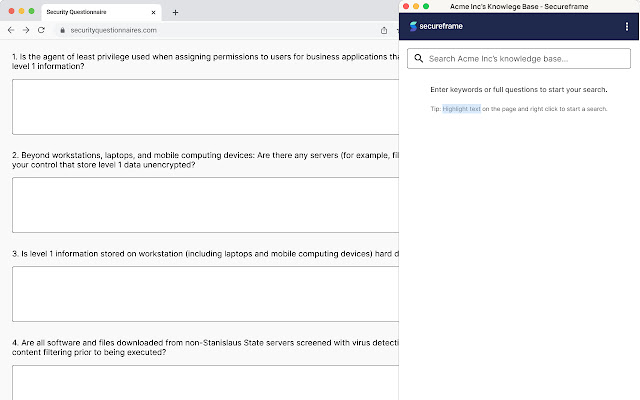 Security Questionnaire
securityquestionnaires.com
1. Is the agent of least privilege used when assigning permissions to users for business applications tha
level 1 information?
2. Beyond workstations, laptops, and mobile computing devices: Are there any servers (for example, fil
your control that store level 1 data unencrypted?
3. Is level 1 information stored on workstation (including laptops and mobile computing devices) hard d
4. Are all software and files downloaded from non-Stanislaus State servers screened with virus detecti
content filtering prior to being executed?
Acme Inc's Knowlege Base - Secureframe
secureframe
Search Acme Inc's knowledge base...
Enter keywords or full questions to start your search.
Tip: Highlight text on the page and right click to start a search.